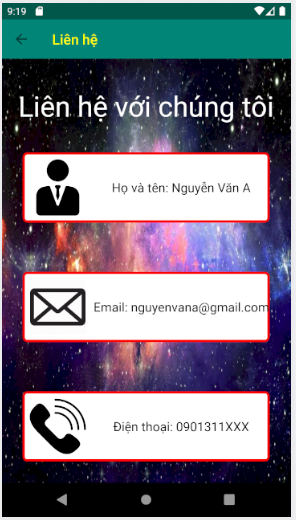 9:19
Liên hệ
Liên hệ với chúng tôi
Họ và tên: Nguyễn Văn A
Email: nguyenvana@gmail.com
Điện thoại: 0901311XXX